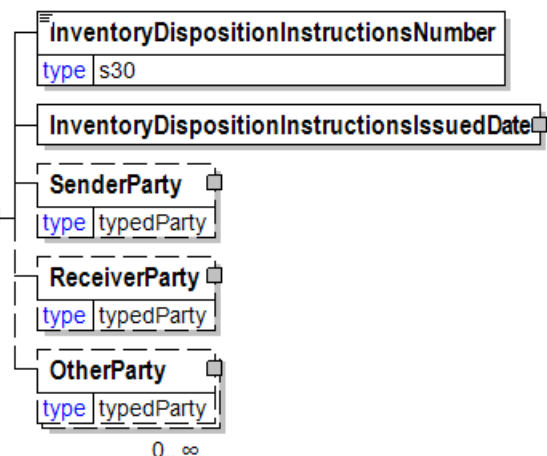 InventoryDispositionInstructionsNumber
type s30
InventoryDispositionInstructionsIssuedDate
SenderParty
type typedParty
ReceiverParty
type typedParty
OtherParty
type typedParty
0..∞